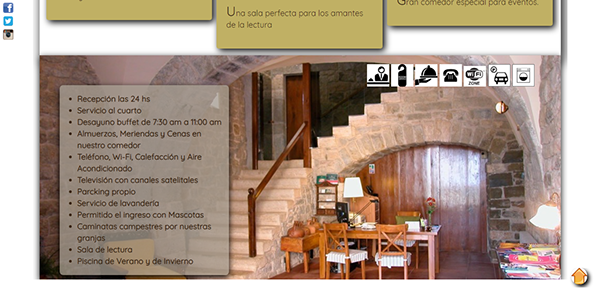 Una sala perfecta para los amantes
de la lectura
Gran comedor especial para eventos.
Recepción las 24 hs
Servicio al cuarto
Desayuno buffet de 7:30 am a 11:00 am
Almuerzos, Meriendas y Cenas en
nuestro comedor
Teléfono, Wi-Fi, Calefacción y Aire
Acondicionado
Televisión con canales satelitales
Parcking propio
Servicio de lavandería
Permitido el ingreso con Mascotas
Caminatas campestres por nuestras
granjas
Sala de lectura
Piscina de Verano y de Invierno
Wi Fi
ZONE